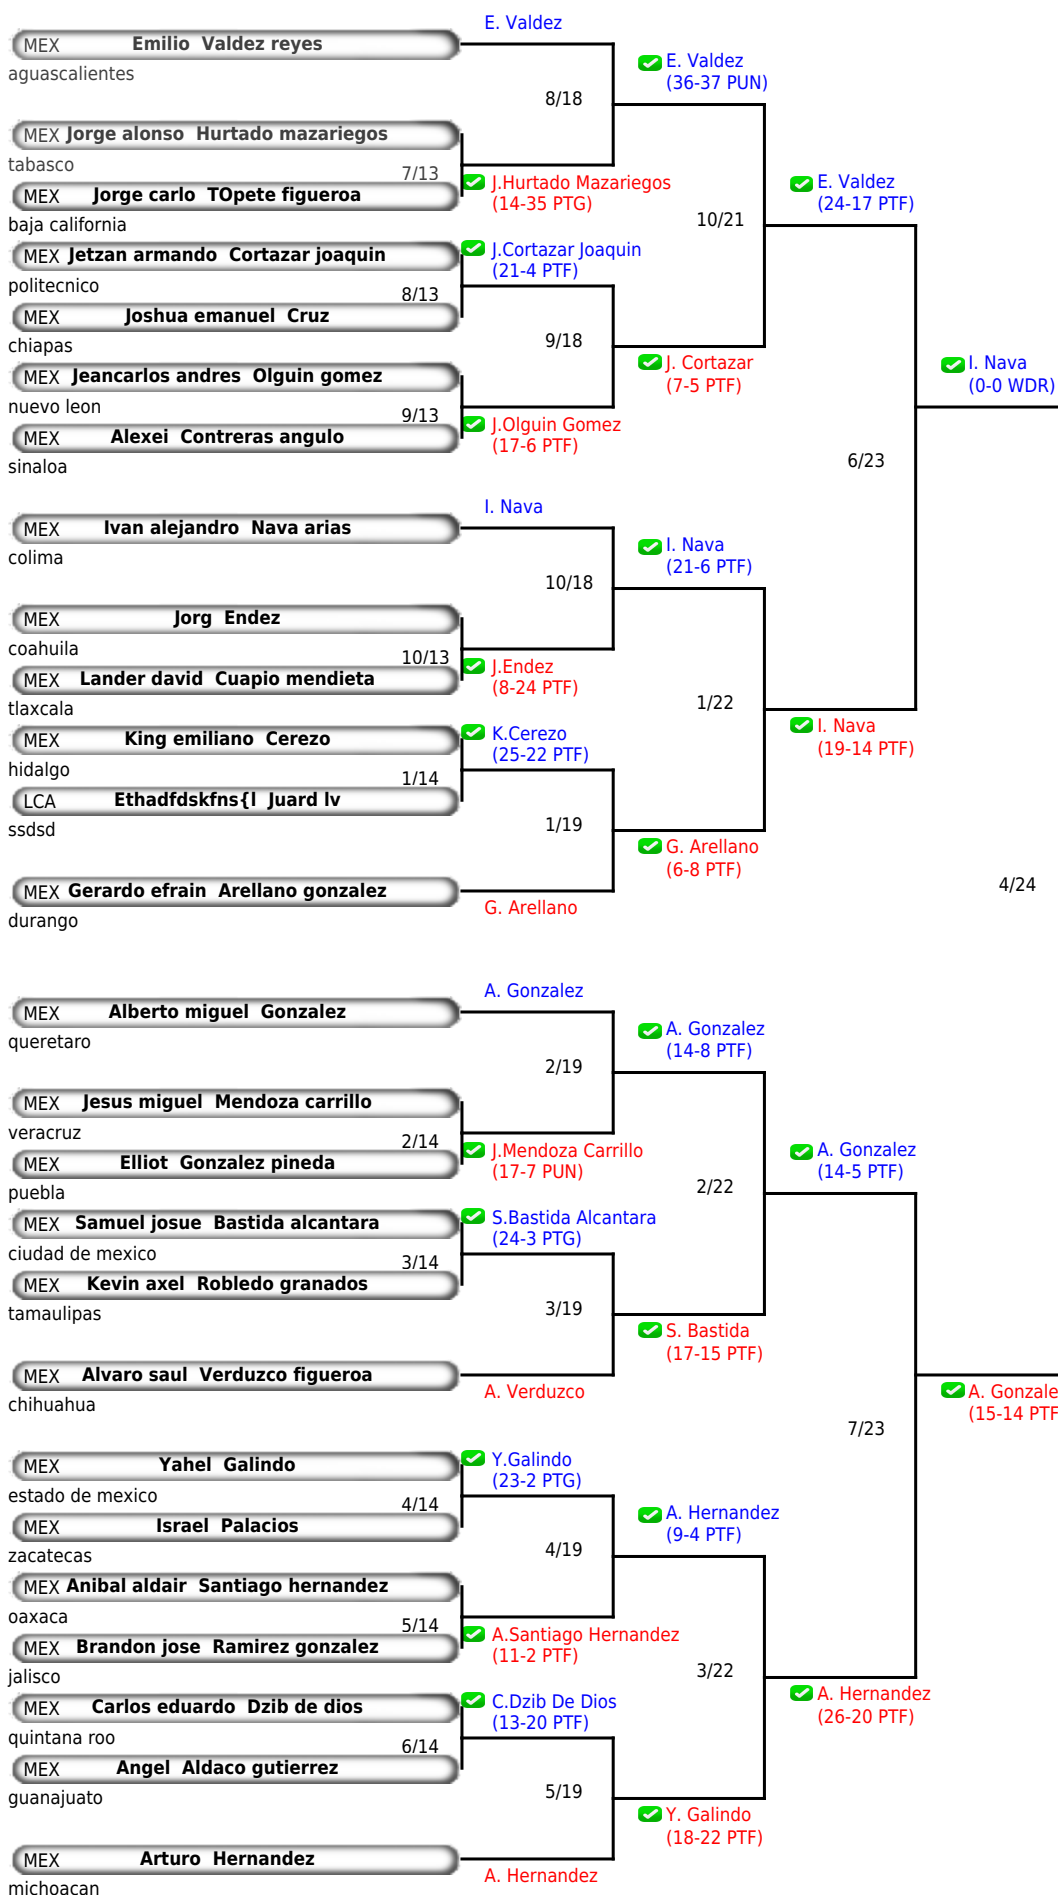 E. Valdez
MEX Emilio Valdez reyes
aguascalientes
E. Valdez
(36-37 PUN)
8/18
MEX Jorge alonso Hurtado mazariegos
tabasco
7/13
J.Hurtado Mazariegos
(14-35 PTG)
MEX Jorge carlo TOpete figueroa
baja california
E. Valdez
(24-17 PTF)
10/21
MEX Jetzan armando Cortazar joaquin
politecnico
J.Cortazar Joaquin
(21-4 PTF)
8/13
MEX Joshua emanuel Cruz
chiapas
9/18
J. Cortazar
(7-5 PTF)
I. Nava
(0-0 WDR)
MEX Jeancarlos andres Olguin gomez
nuevo leon
9/13
J.Olguin Gomez
(17-6 PTF)
MEX Alexei Contreras angulo
sinaloa
6/23
I. Nava
MEX Ivan alejandro Nava arias
colima
I. Nava
(21-6 PTF)
10/18
MEX Jorg Endez
coahuila
10/13
J.Endez
(8-24 PTF)
MEX Lander david Cuapio mendieta
tlaxcala
1/22
I. Nava
(19-14 PTF)
MEX King emiliano Cerezo
hidalgo
K.Cerezo
(25-22 PTF)
1/14
LCA Ethadfdskfns{l Juard lv
ssdsd
1/19
G. Arellano
(6-8 PTF)
MEX Gerardo efrain Arellano gonzalez
durango
G. Arellano
4/24
A. Gonzalez
MEX Alberto miguel Gonzalez
queretaro
A. Gonzalez
(14-8 PTF)
2/19
MEX Jesus miguel Mendoza carrillo
veracruz
2/14
J.Mendoza Carrillo
(17-7 PUN)
MEX Elliot Gonzalez pineda
puebla
A. Gonzalez
(14-5 PTF)
2/22
MEX Samuel josue Bastida alcantara
ciudad de mexico
S.Bastida Alcantara
(24-3 PTG)
3/14
MEX Kevin axel Robledo granados
tamaulipas
3/19
S. Bastida
(17-15 PTF)
MEX Alvaro saul Verduzco figueroa
chihuahua
A. Verduzco
A. Gonzale
(15-14 PTF
7/23
MEX Yahel Galindo
estado de mexico
Y.Galindo
(23-2 PTG)
4/14
MEX Israel Palacios
zacatecas
A. Hernandez
(9-4 PTF)
4/19
MEX Anibal aldair Santiago hernandez
oaxaca
5/14
A.Santiago Hernandez
(11-2 PTF)
MEX Brandon jose Ramirez gonzalez
jalisco
3/22
A. Hernandez
(26-20 PTF)
MEX Carlos eduardo Dzib de dios
quintana roo
C.Dzib De Dios
(13-20 PTF)
6/14
MEX Angel Aldaco gutierrez
guanajuato
5/19
Y. Galindo
(18-22 PTF)
MEX Arturo Hernandez
michoacan
A. Hernandez